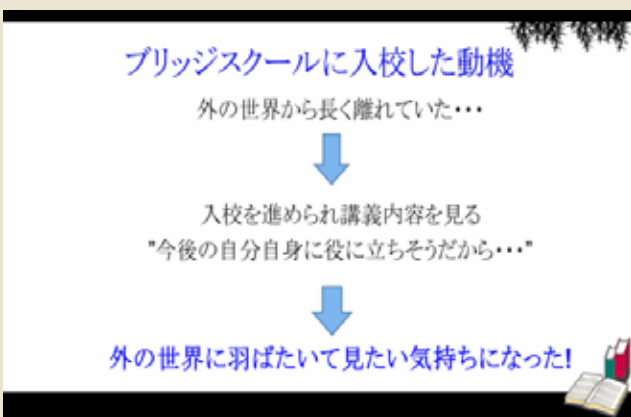 ブリッジスクールに入校した動機
外の世界から長く離れていた・・・
入校を進められ講義内容を見る
"今後の自分自身に役に立ちそうだから・・・"
外の世界に羽ばたいて見たい気持ちになった!